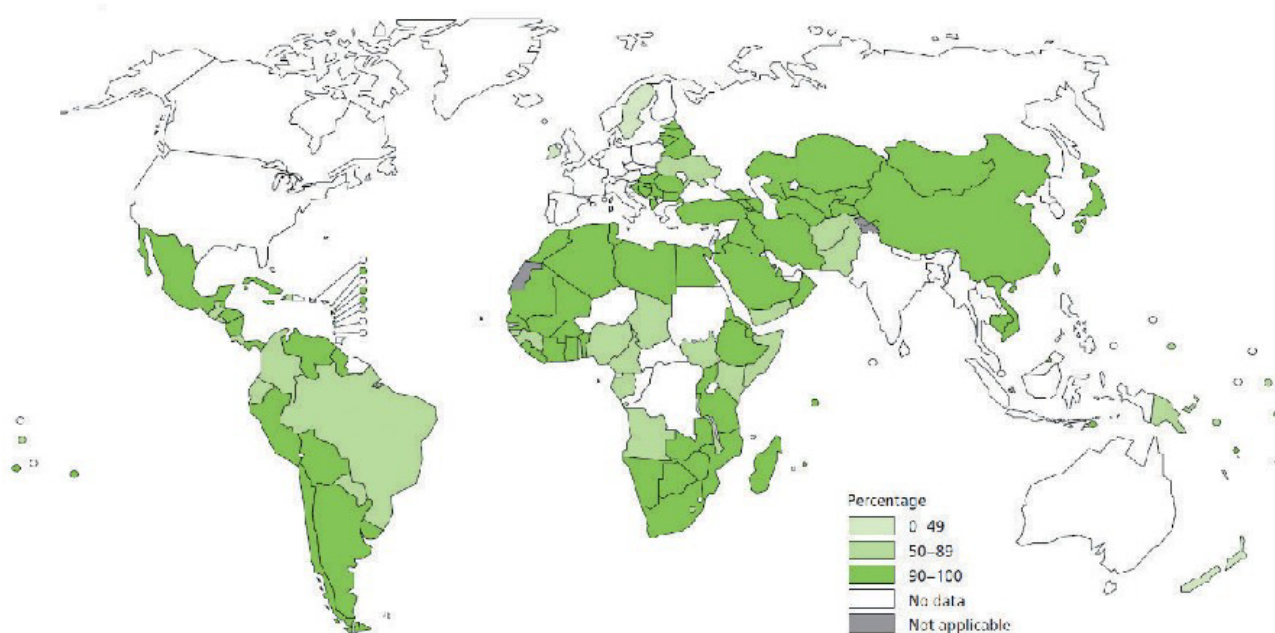 Percentage
0–49
50–89
90–100
No data
Not applicable